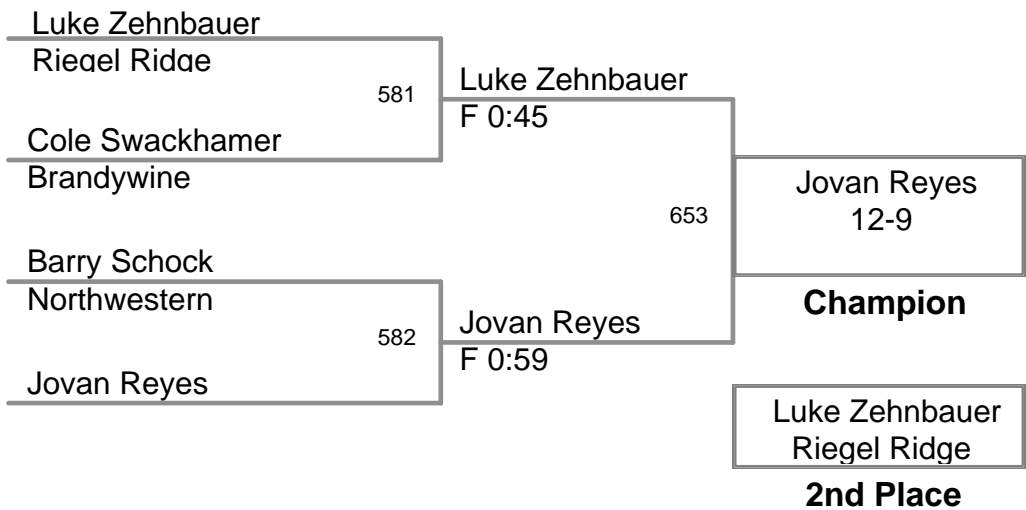 Luke Zehnbauer
Riegel Ridge
581
Luke Zehnbauer
F 0:45
Cole Swackhamer
Brandywine
653
Jovan Reyes
12-9
Champion
Barry Schock
Northwestern
582
Jovan Reyes
F 0:59
Jovan Reyes
Luke Zehnbauer
Riegel Ridge
2nd Place